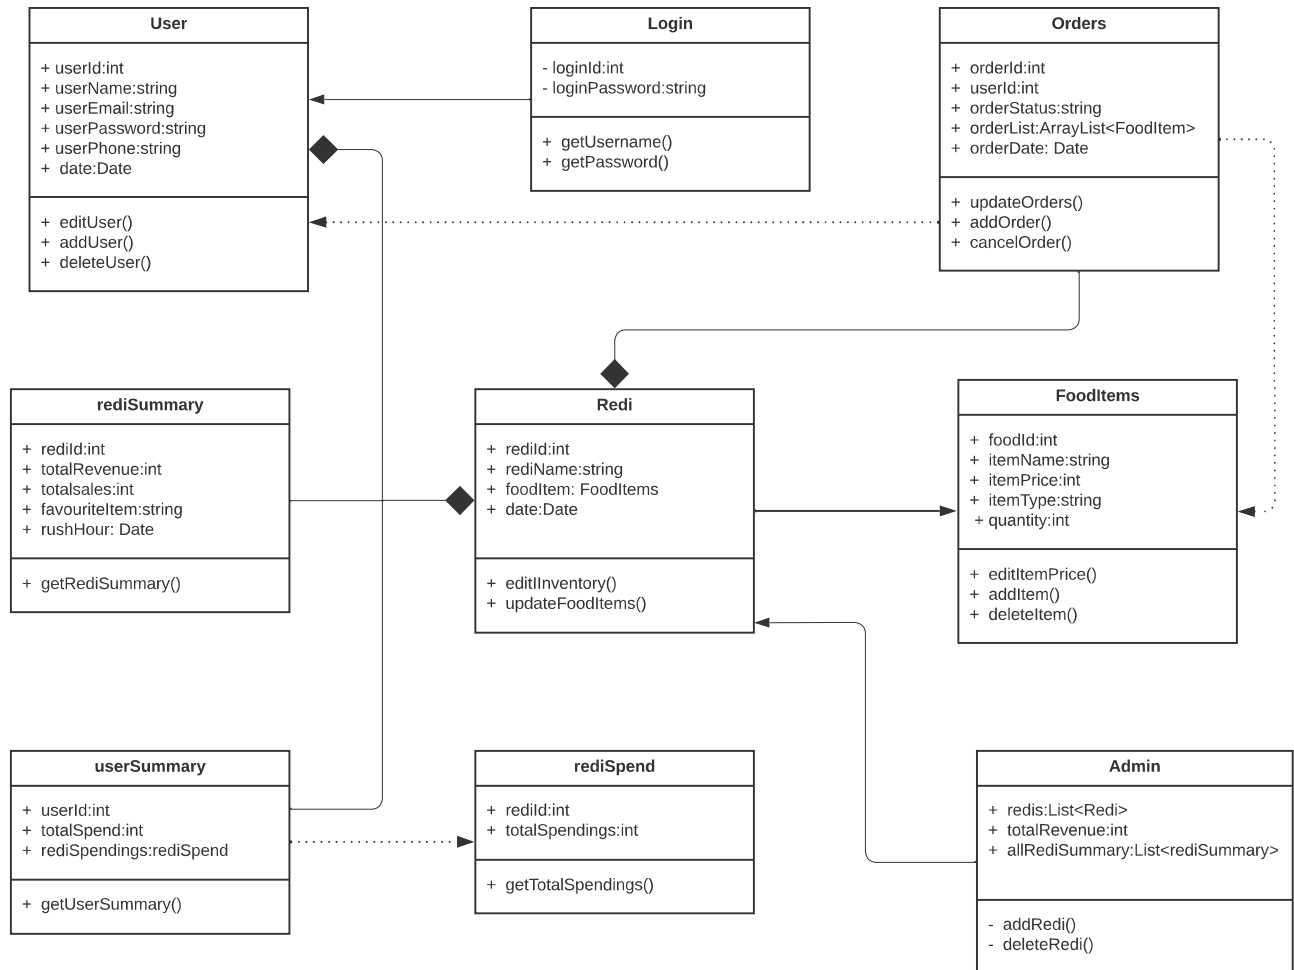 User
+ userId:int
+ userName:string
+ userEmail:string
+ userPassword:string
+ userPhone:string
+ date:Date
+ editUser()
+ addUser()
+ deleteUser()
Login
- loginId:int
- loginPassword:string
+ getUsername()
+ getPassword()
Orders
+ orderId:int
+ userId:int
+ orderStatus:string
+ orderList:ArrayList<FoodItem>
+ orderDate: Date
+ updateOrders()
+ addOrder()
+ cancelOrder()
rediSummary
+ rediId:int
+ totalRevenue:int
+ totalsales:int
+ favouriteItem:string
+ rushHour: Date
+ getRediSummary()
Redi
+ rediId:int
+ rediName:string
+ foodItem: FoodItems
+ date:Date
+ editIInventory()
+ updateFoodItems()
FoodItems
+ foodId:int
+ itemName:string
+ itemPrice:int
+ itemType:string
+ quantity:int
+ editItemPrice()
+ addItem()
+ deleteItem()
userSummary
+ userId:int
+ totalSpend:int
+ rediSpendings:rediSpend
+ getUserSummary()
rediSpend
+ rediId:int
+ totalSpendings:int
+ getTotalSpendings()
Admin
+ redis:List<Redi>
+ totalRevenue:int
+ allRediSummary:List<rediSummary>
- addRedi()
- deleteRedi()